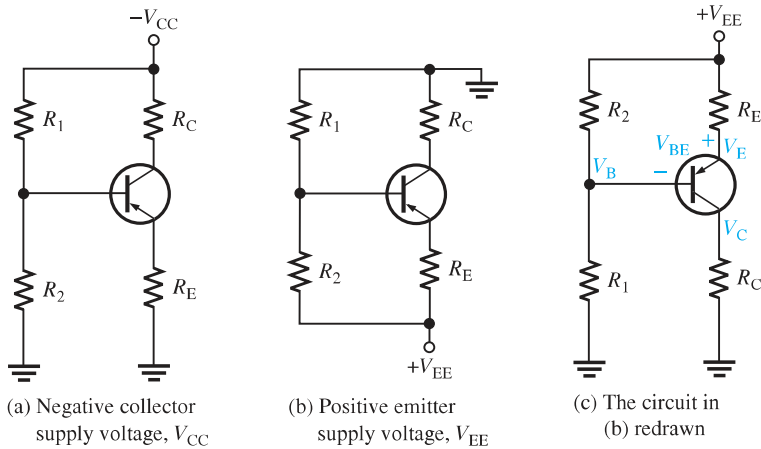 −V_CC
R_1
R_C
R_2
R_E
(a) Negative collector
supply voltage, V_CC
R_1
R_C
R_2
R_E
+V_EE
(b) Positive emitter
supply voltage, V_EE
+V_EE
R_2
R_E
V_BE + V_E
V_B −
V_C
R_1
R_C
(c) The circuit in
(b) redrawn